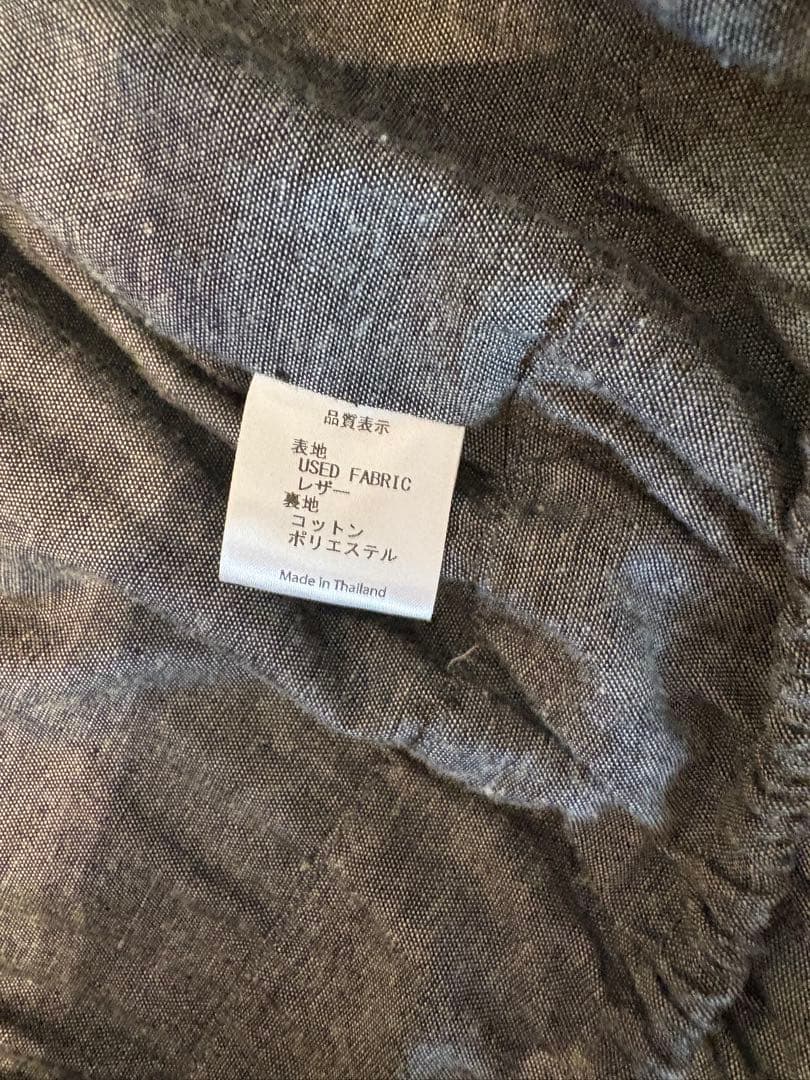 品質表示
表地
USED FABRIC
レザー
裏地
コットン
ポリエステル
Made in Thailand